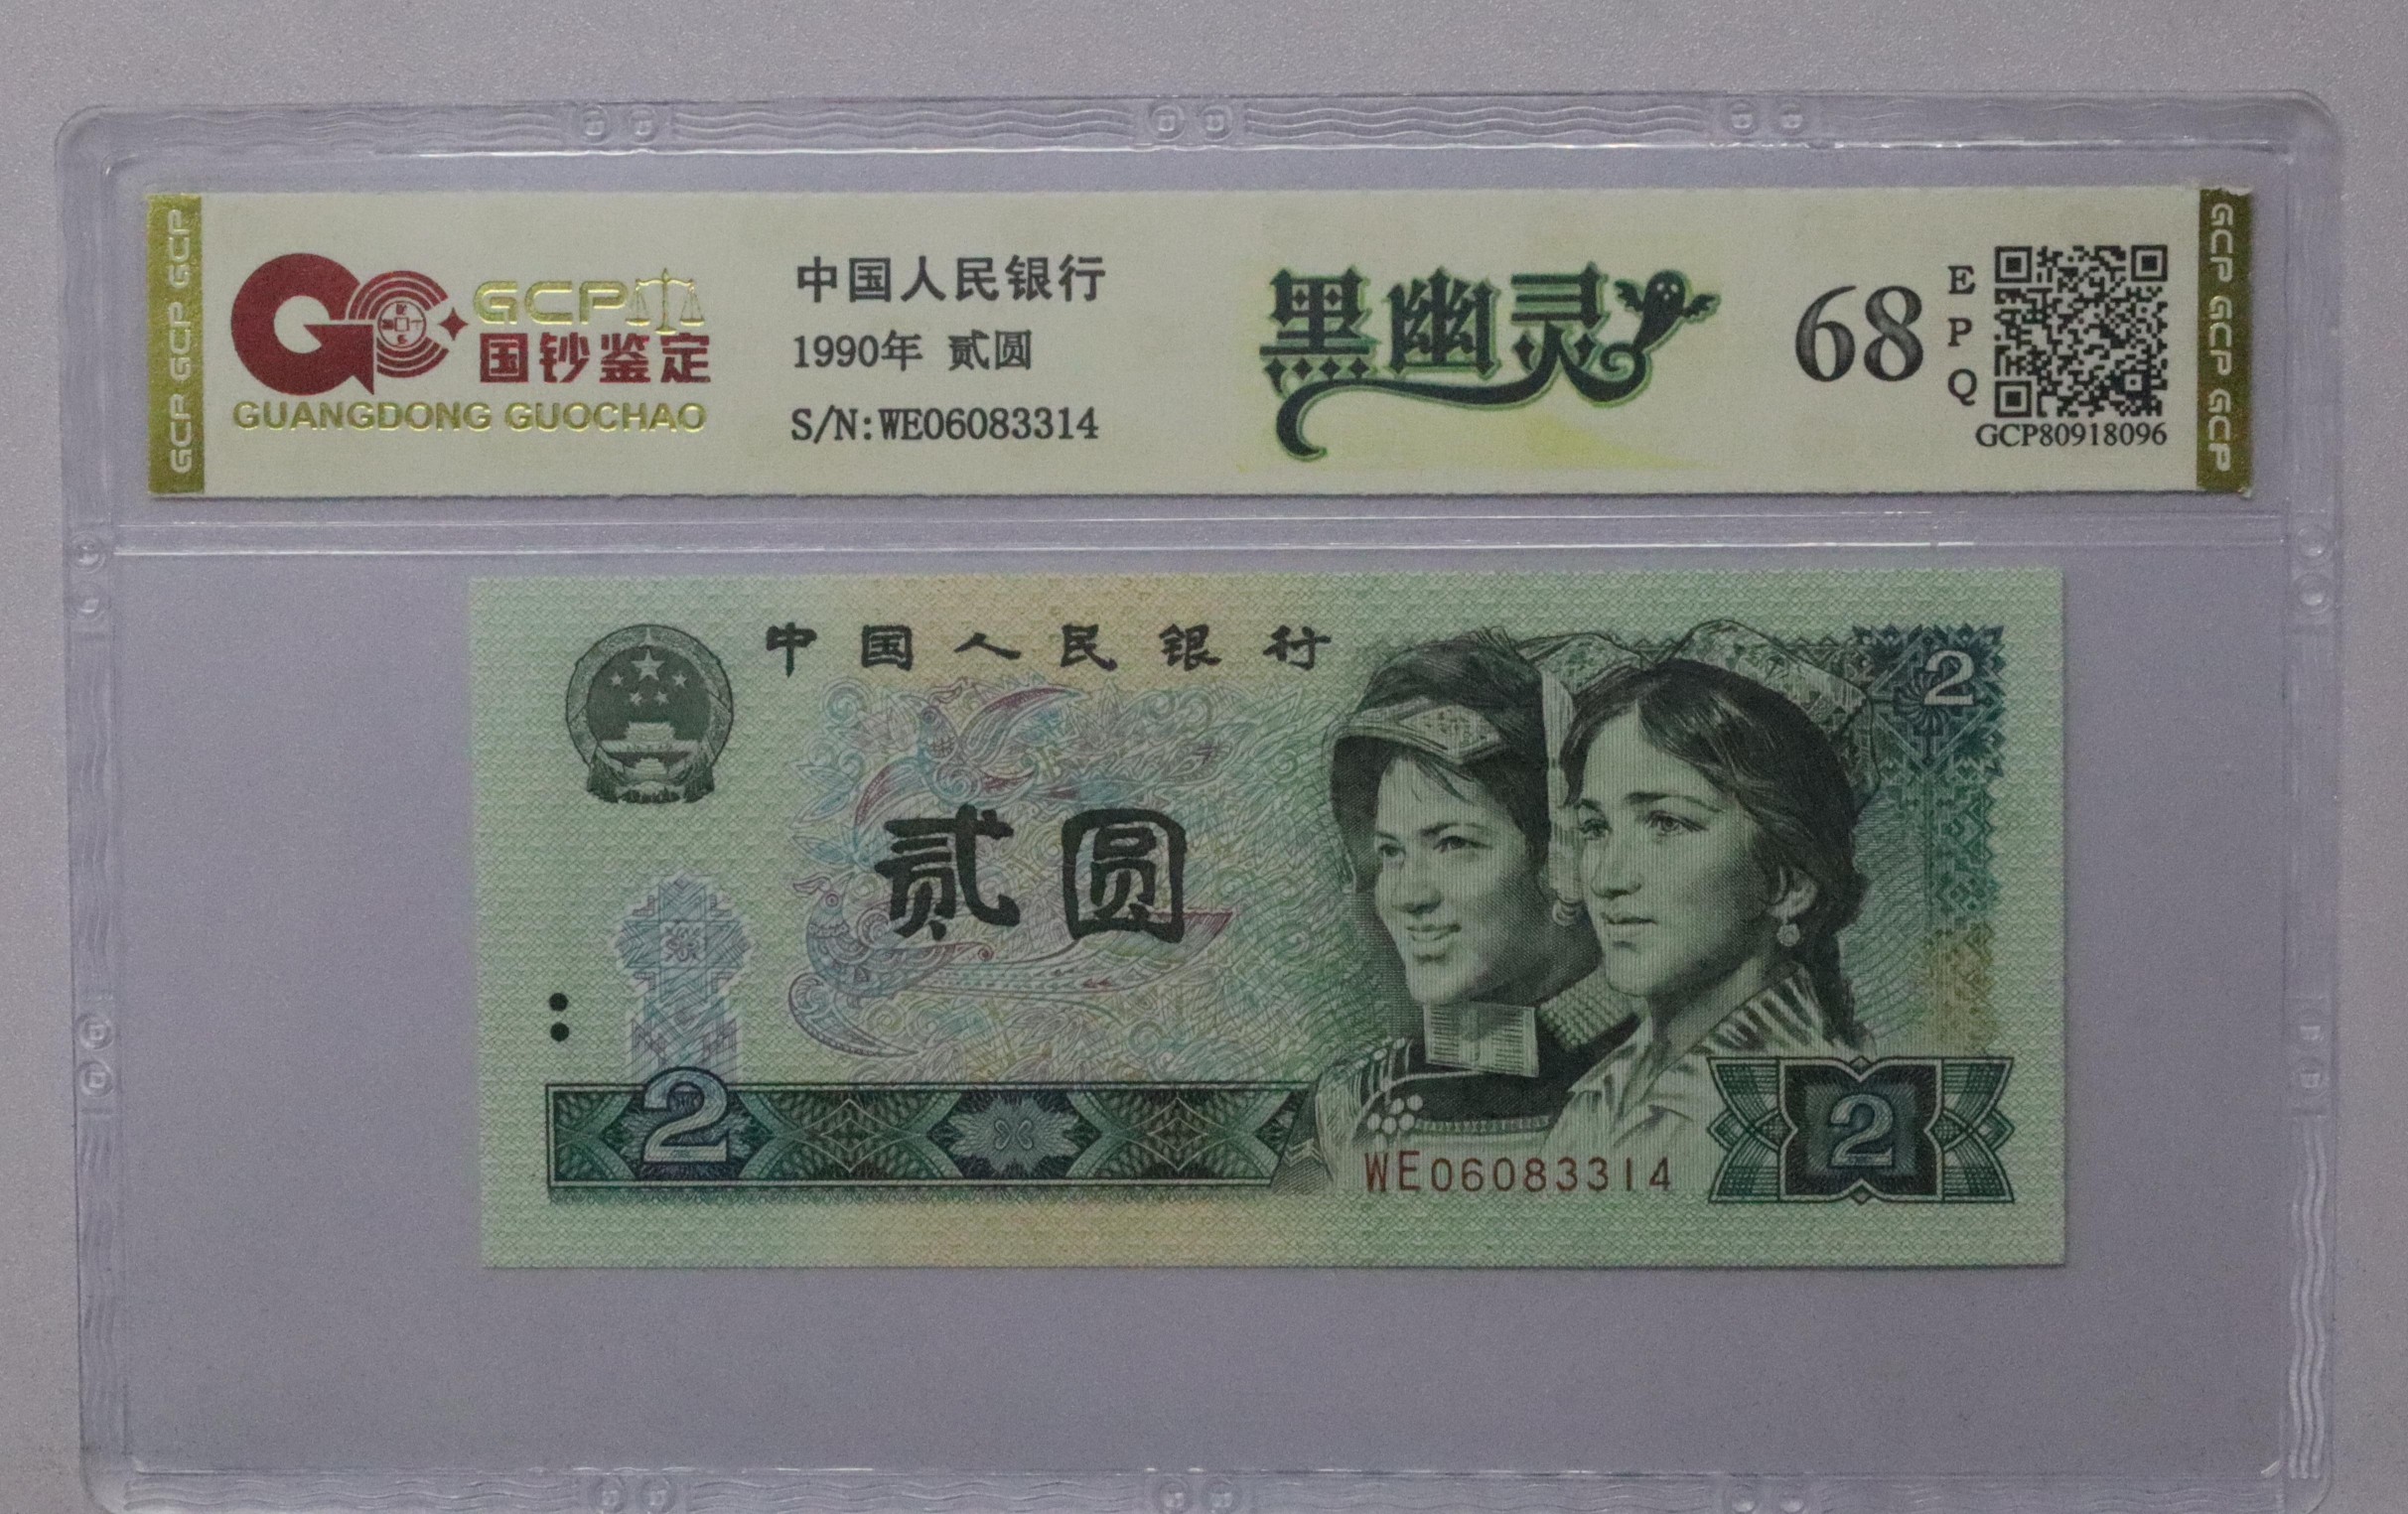 GCP GCP GCP
GCP
国钞鉴定
GUANGDONG GUOCHAO
中国人民银行
1990年 贰圆
S/N:WE06083314
黑幽灵
68
E
P
Q
GCP80918096
GCP GCP GCP
中国人民银行
2
贰圆
2
WE06083314
2